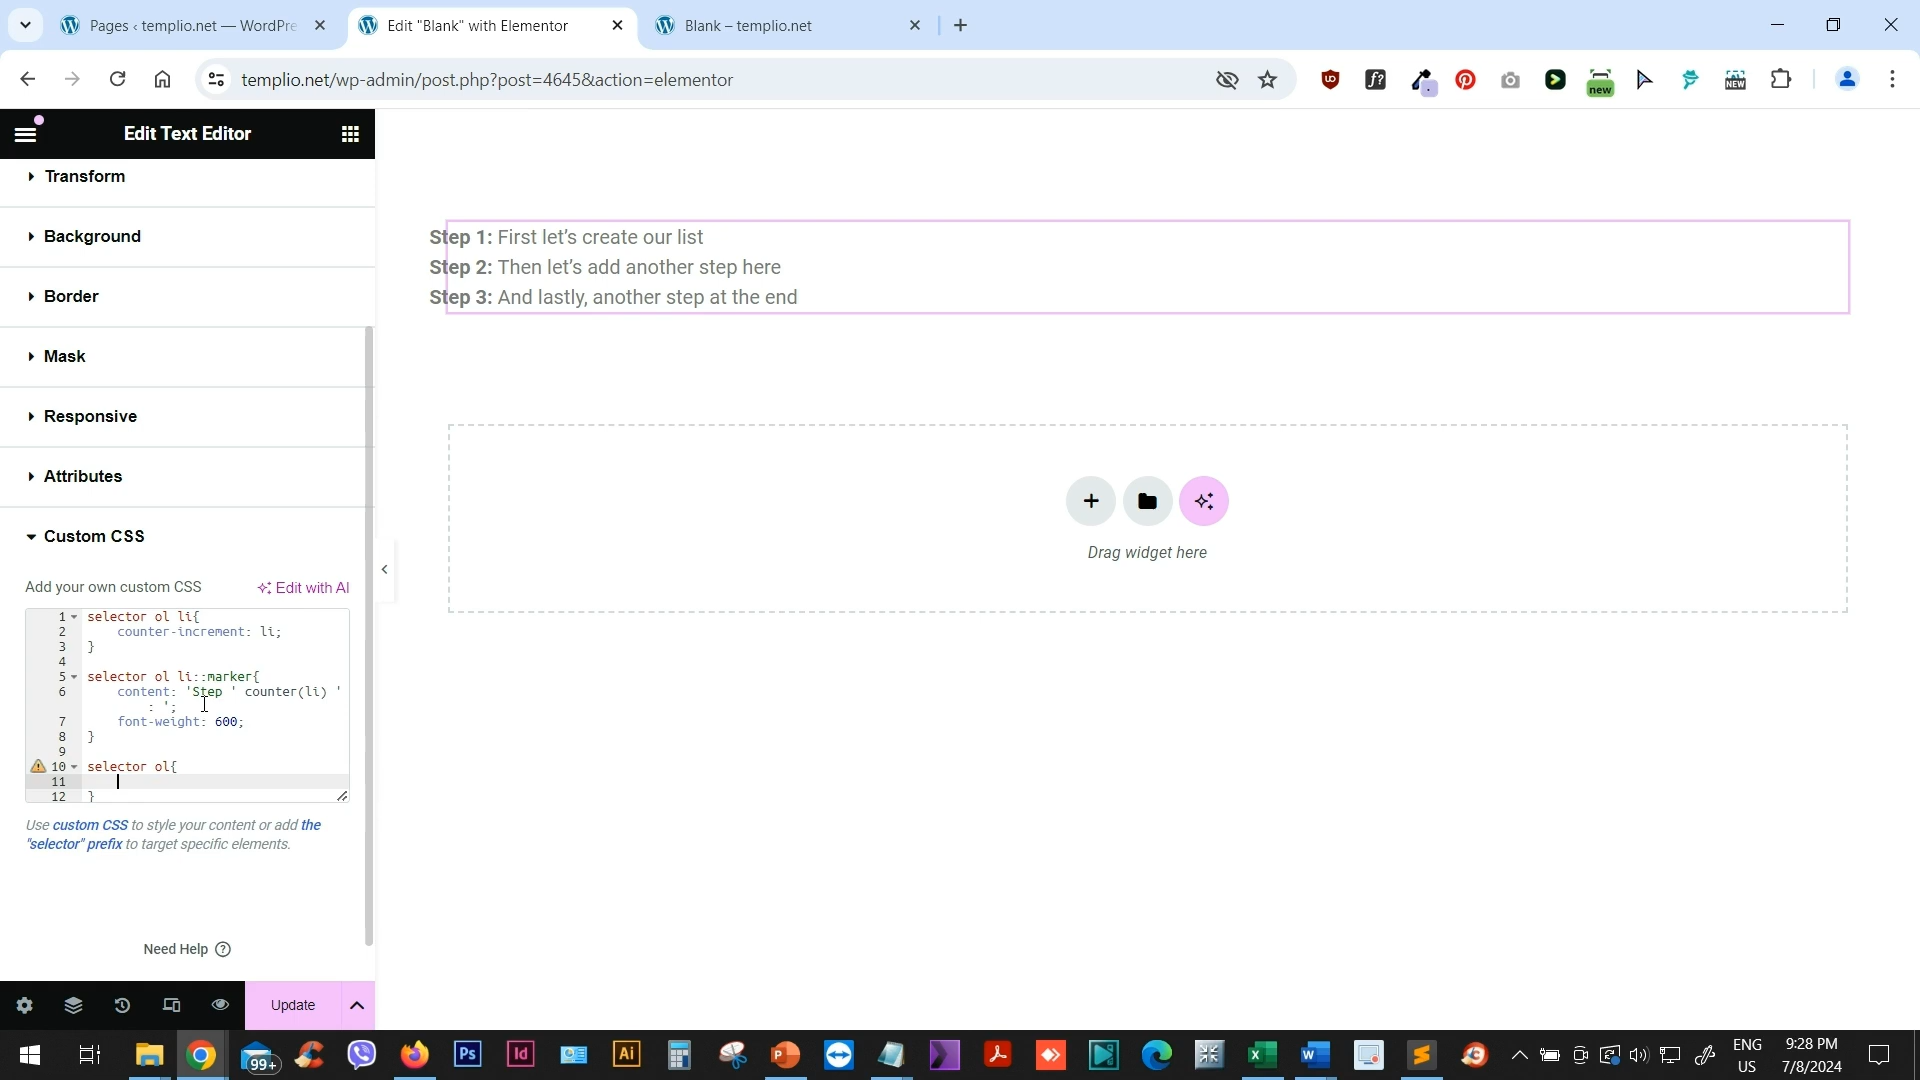 Pages ‹ templio.net — WordPre
Edit "Blank" with Elementor
Blank – templio.net
templio.net/wp-admin/post.php?post=4645&action=elementor
new
NEW
Edit Text Editor
Transform
Background
Border
Mask
Responsive
Attributes
Custom CSS
Add your own custom CSS
Edit with AI
1 selector ol li{
2 counter-increment: li;
3 }
4
5 selector ol li::marker{
6 content: 'Step ' counter(li) '
: ';
7 font-weight: 600;
8 }
9
10 selector ol{
11
12 }
Use custom CSS to style your content or add the
"selector" prefix to target specific elements.
Need Help
Update
Step 1: First let's create our list
Step 2: Then let's add another step here
Step 3: And lastly, another step at the end
Drag widget here
99+
Ps
Id
Ai
ENG
US
9:28 PM
7/8/2024